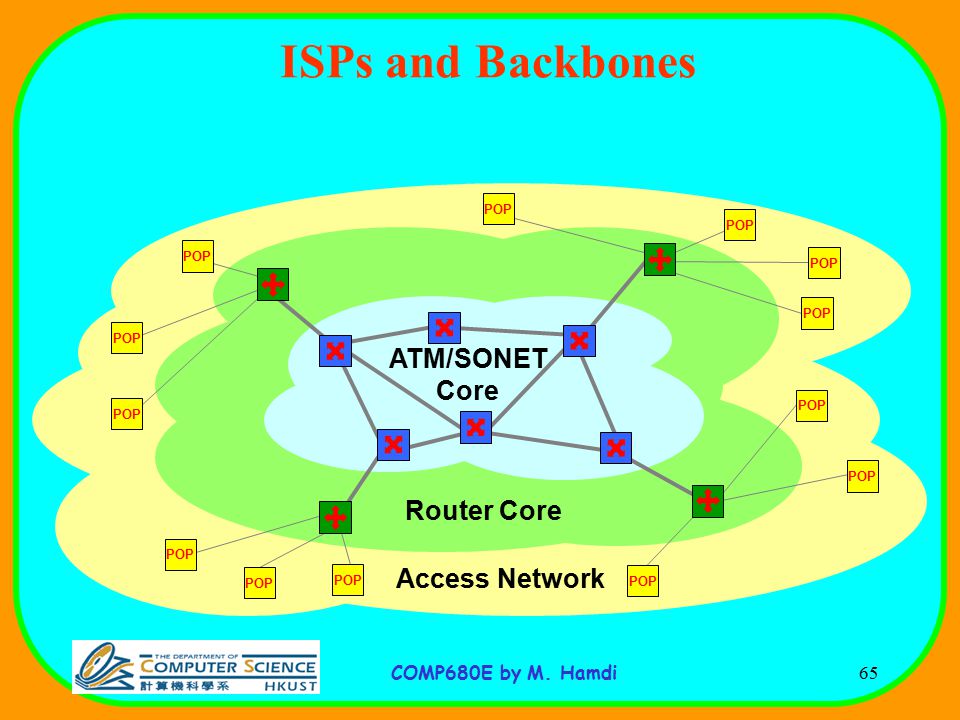 ISPs and Backbones
POP
POP
POP
POP
POP
POP
POP
ATM/SONET
Core
POP
POP
POP
Router Core
POP
POP
POP
POP
Access Network
THE DEPARTMENT OF
COMPUTER SCIENCE
計算機科學系 HKUST
COMP680E by M. Hamdi
65